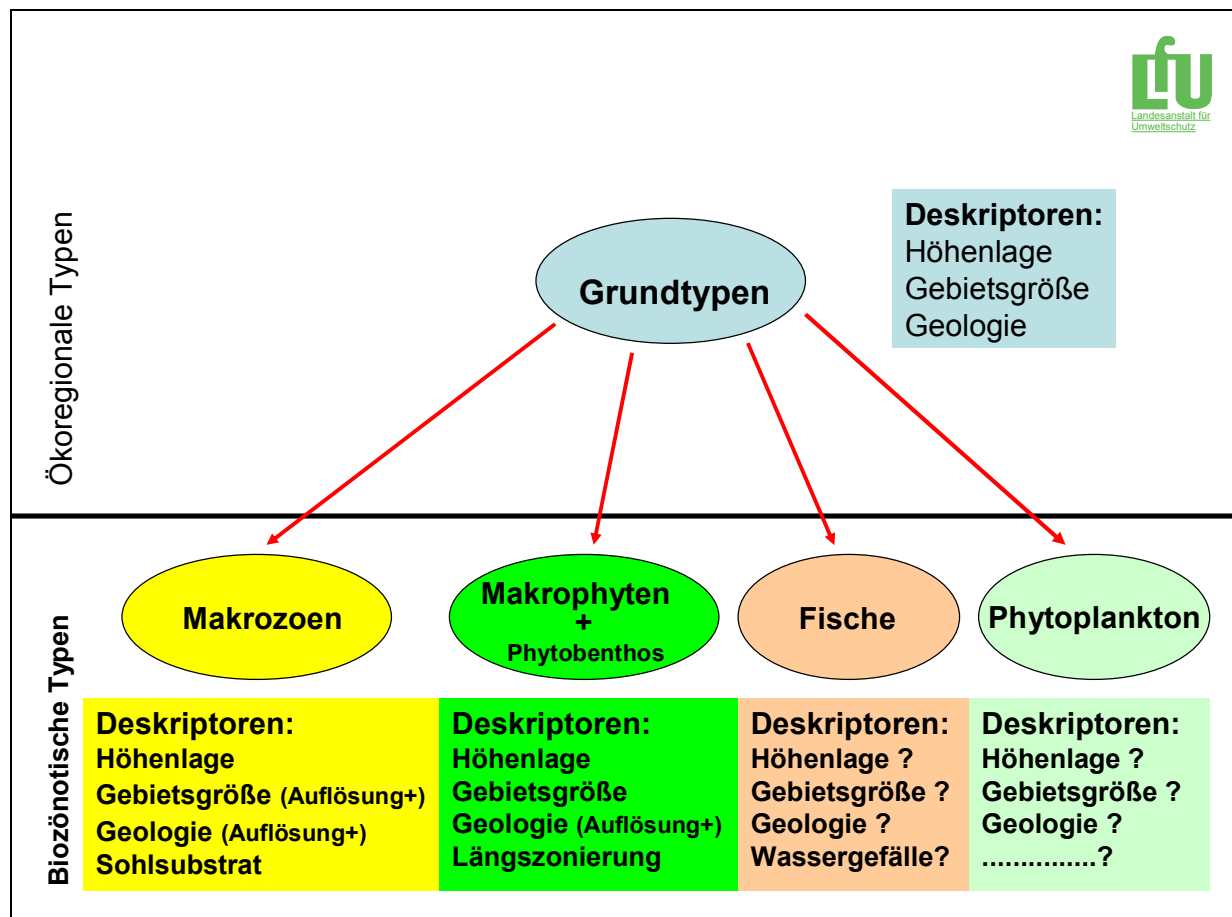 LfU
Landesanstalt für
Umweltschutz
Ökoregionale Typen
Grundtypen
Deskriptoren:
Höhenlage
Gebietsgröße
Geologie
Biozönotische Typen
Makrozoen
Makrophyten
+
Phytobenthos
Fische
Phytoplankton
Deskriptoren:
Höhenlage
Gebietsgröße (Auflösung+)
Geologie (Auflösung+)
Sohlsubstrat
Deskriptoren:
Höhenlage
Gebietsgröße
Geologie (Auflösung+)
Längszonierung
Deskriptoren:
Höhenlage ?
Gebietsgröße ?
Geologie ?
Wassergefälle?
Deskriptoren:
Höhenlage ?
Gebietsgröße ?
Geologie ?
...............?